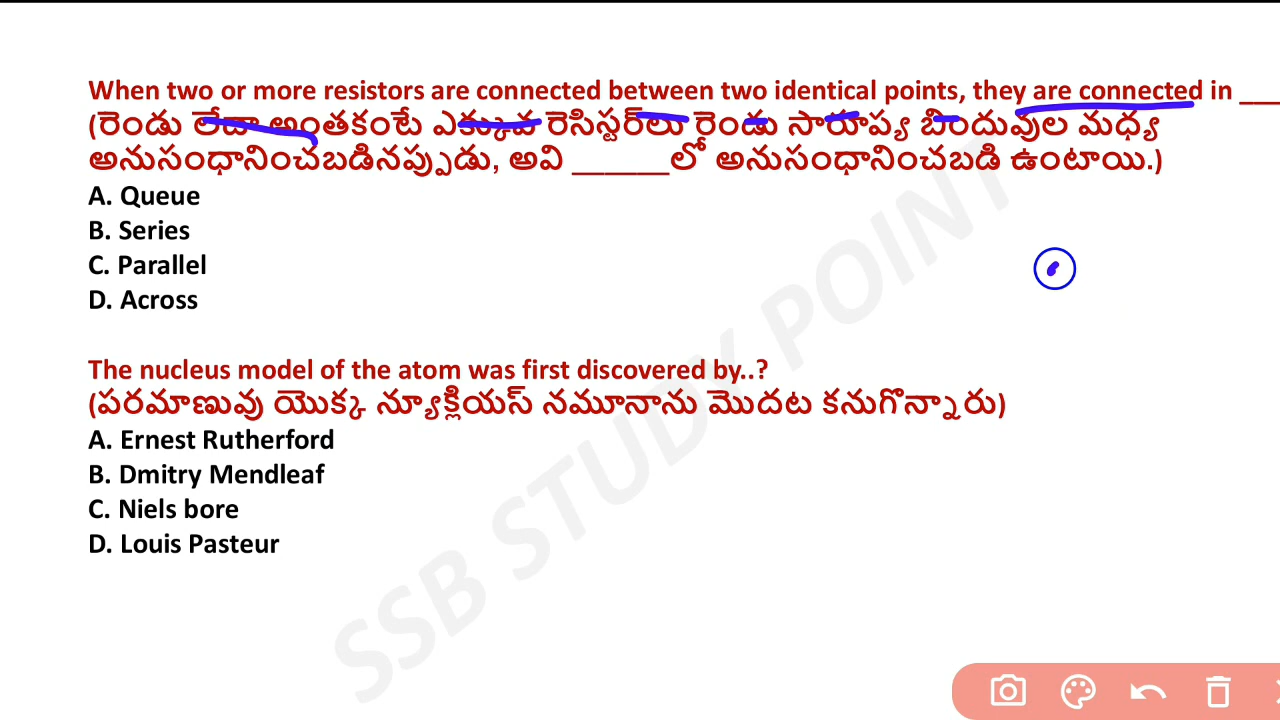 When two or more resistors are connected between two identical points, they are connected in ___
(రెండు లేదా అంతకంటే ఎక్కువ రెసిస్టర్‌లు రెండు సారూప్య బిందువుల మధ్య
అనుసంధానించబడినప్పుడు, అవి ______లో అనుసంధానించబడి ఉంటాయి.)
A. Queue
B. Series
C. Parallel
D. Across
The nucleus model of the atom was first discovered by..?
(పరమాణువు యొక్క న్యూక్లియస్ నమూనాను మొదట కనుగొన్నారు)
A. Ernest Rutherford
B. Dmitry Mendleaf
C. Niels bore
D. Louis Pasteur
SSB STUDY POINT